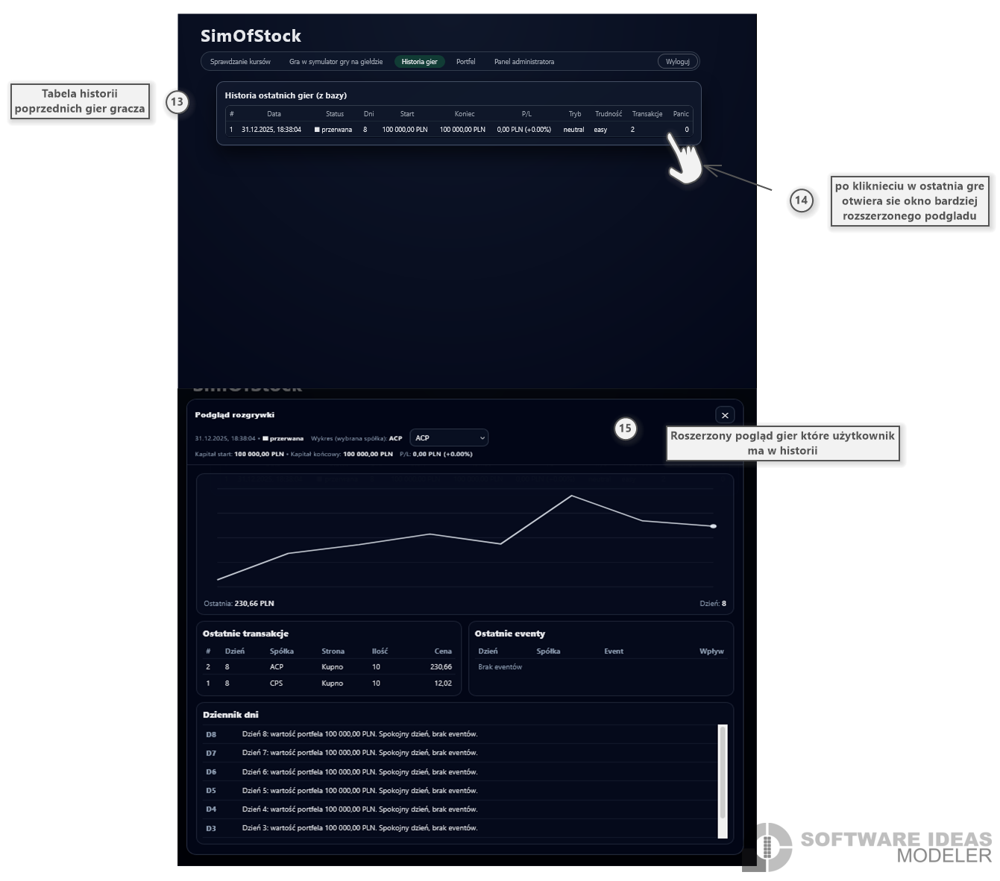 SimOfStock
Sprawdzanie kursów Gra w symulator gry na giełdzie Historia gier Portfel Panel administratora Wyloguj
Tabela historii
poprzednich gier gracza
13
Historia ostatnich gier (z bazy)
# Data Status Dni Start Koniec P/L Tryb Trudność Transakcje Panic
1 31.12.2025, 18:38:04 przerwana 8 100 000,00 PLN 100 000,00 PLN 0,00 PLN (+0.00%) neutral easy 2 0
14
po kliknieciu w ostatnia gre
otwiera sie okno bardziej
rozszerzonego podgladu
SimOfStock
Podgląd rozgrywki
15
Roszerzony pogląd gier które użytkownik
ma w historii
31.12.2025, 18:38:04 • przerwana Wykres (wybrana spółka): ACP ACP
Kapitał start: 100 000,00 PLN • Kapitał końcowy: 100 000,00 PLN P/L: 0,00 PLN (+0.00%)
Ostatnia: 230,66 PLN Dzień: 8
Ostatnie transakcje
# Dzień Spółka Strona Ilość Cena
2 8 ACP Kupno 10 230,66
1 8 CPS Kupno 10 12,02
Ostatnie eventy
Dzień Spółka Event Wpływ
Brak eventów
Dziennik dni
D8 Dzień 8: wartość portfela 100 000,00 PLN. Spokojny dzień, brak eventów.
D7 Dzień 7: wartość portfela 100 000,00 PLN. Spokojny dzień, brak eventów.
D6 Dzień 6: wartość portfela 100 000,00 PLN. Spokojny dzień, brak eventów.
D5 Dzień 5: wartość portfela 100 000,00 PLN. Spokojny dzień, brak eventów.
D4 Dzień 4: wartość portfela 100 000,00 PLN. Spokojny dzień, brak eventów.
D3 Dzień 3: wartość portfela 100 000,00 PLN. Spokojny dzień, brak eventów.
SOFTWARE IDEAS
MODELER